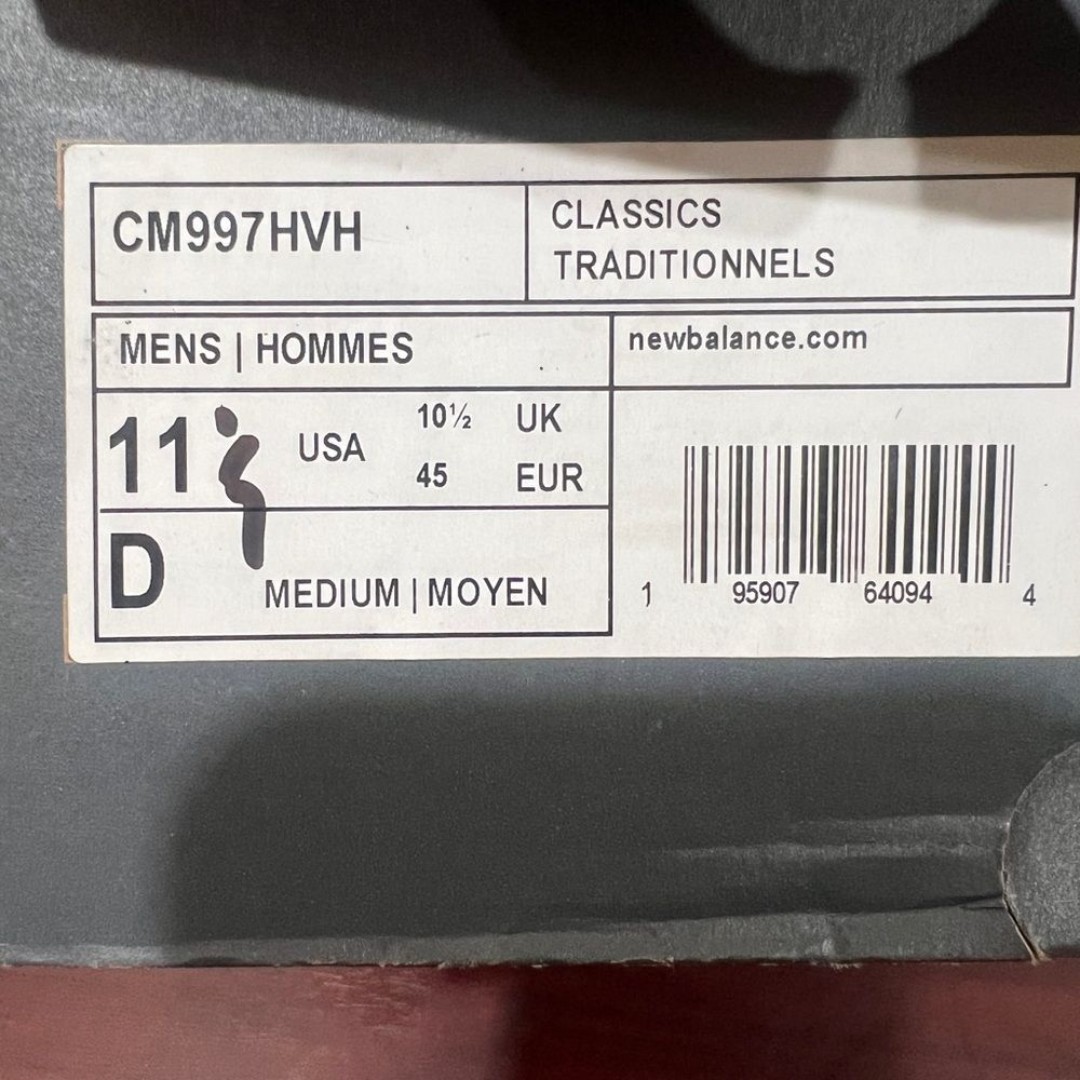 CM997HVH
CLASSICS
TRADITIONNELS
MENS | HOMMES
newbalance.com
11
USA
10½ UK
45 EUR
D
MEDIUM | MOYEN
1 95907 64094 4